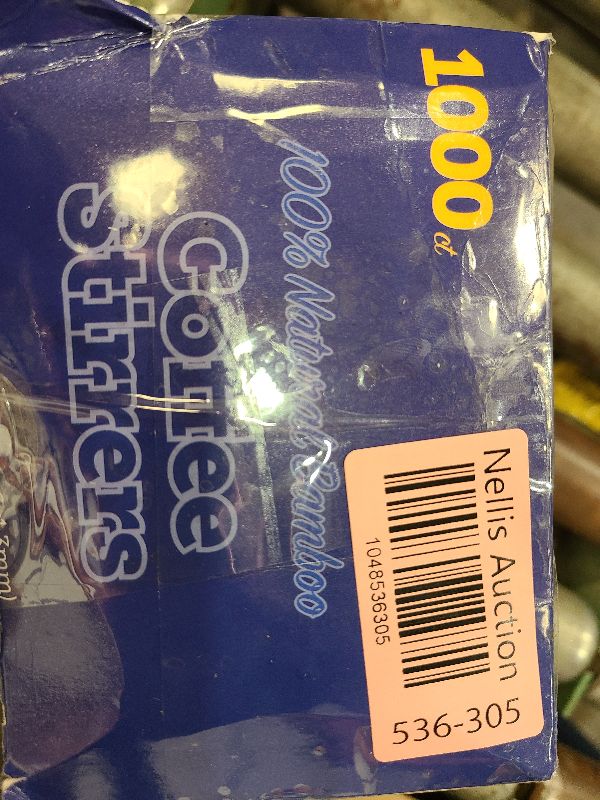 1000 ct
100% Natural Bamboo
Coffee
Stirrers
Nellis Auction
1048536305
536-305